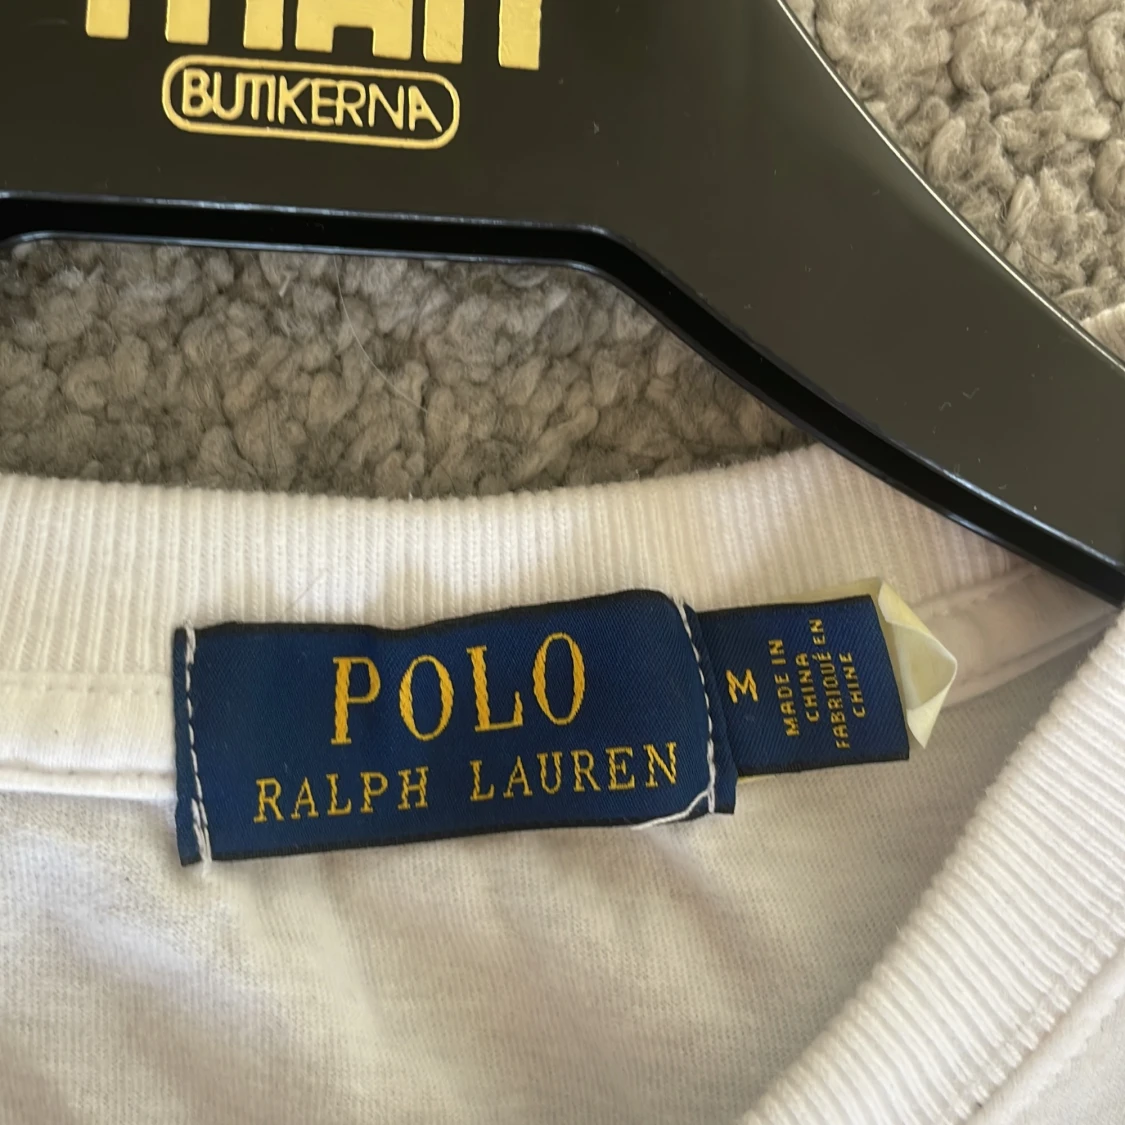 BUTIKERNA
POLO
RALPH LAUREN
M
MADE IN
CHINA
FABRIQUÉ EN
CHINE